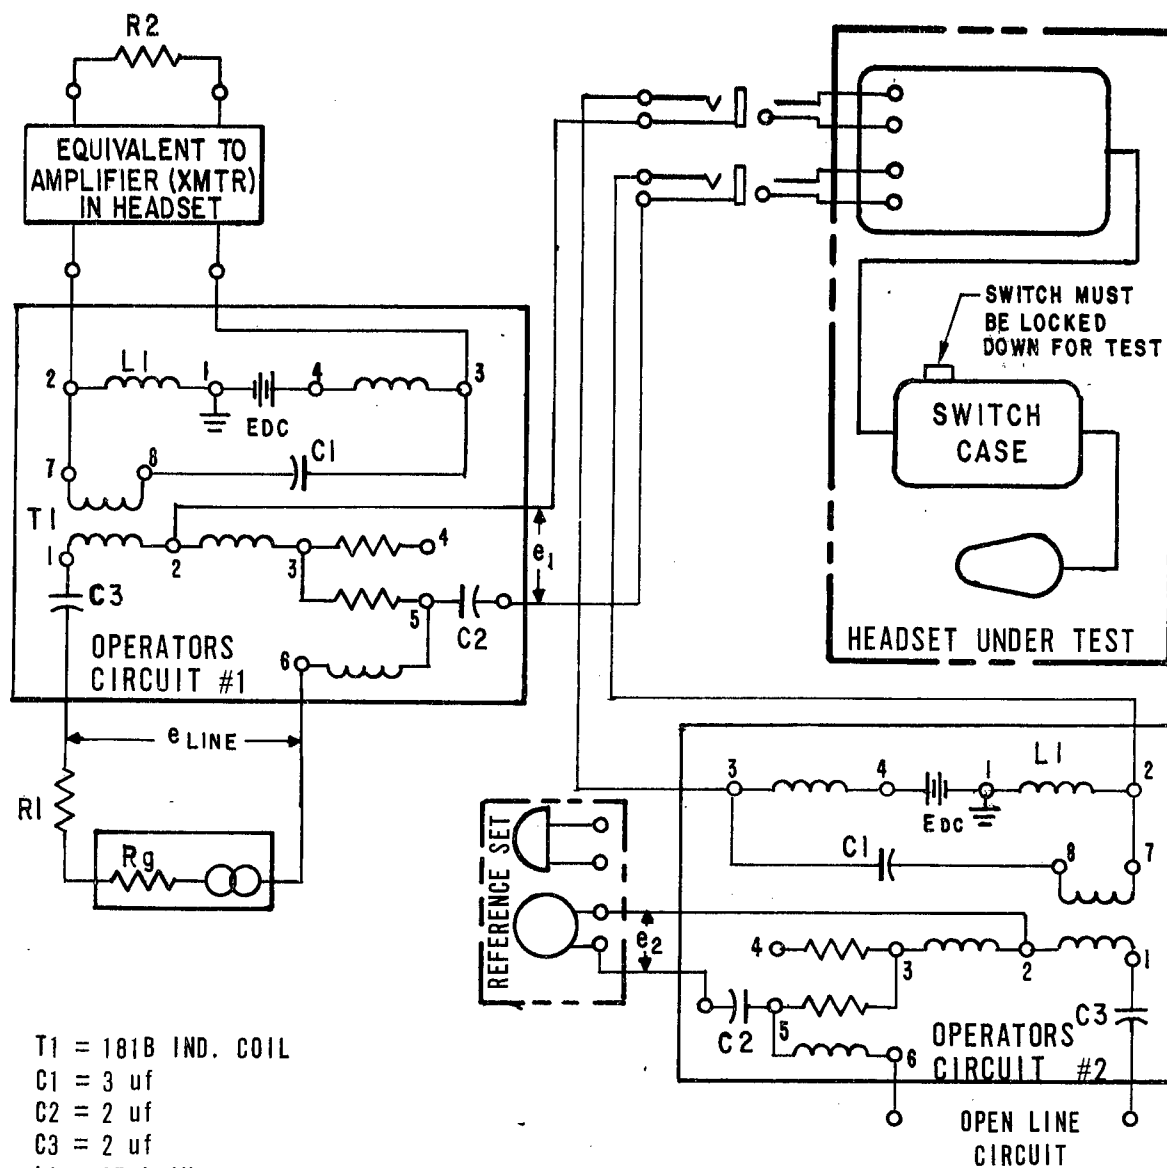 R2
EQUIVALENT TO
AMPLIFIER (XMTR)
IN HEADSET
SWITCH MUST
BE LOCKED
DOWN FOR TEST
SWITCH
CASE
HEADSET UNDER TEST
2
L1
1
4
3
EDC
7
8
C1
T1
1
2
3
4
e1
C3
5
C2
OPERATORS
CIRCUIT #1
6
e LINE
R1
Rg
REFERENCE SET
e2
3
4
1
L1
2
EDC
C1
8
7
4
3
2
1
C2
5
C3
6
OPERATORS
CIRCUIT #2
OPEN LINE
CIRCUIT
T1 = 181B IND. COIL
C1 = 3 uf
C2 = 2 uf
C3 = 2 uf